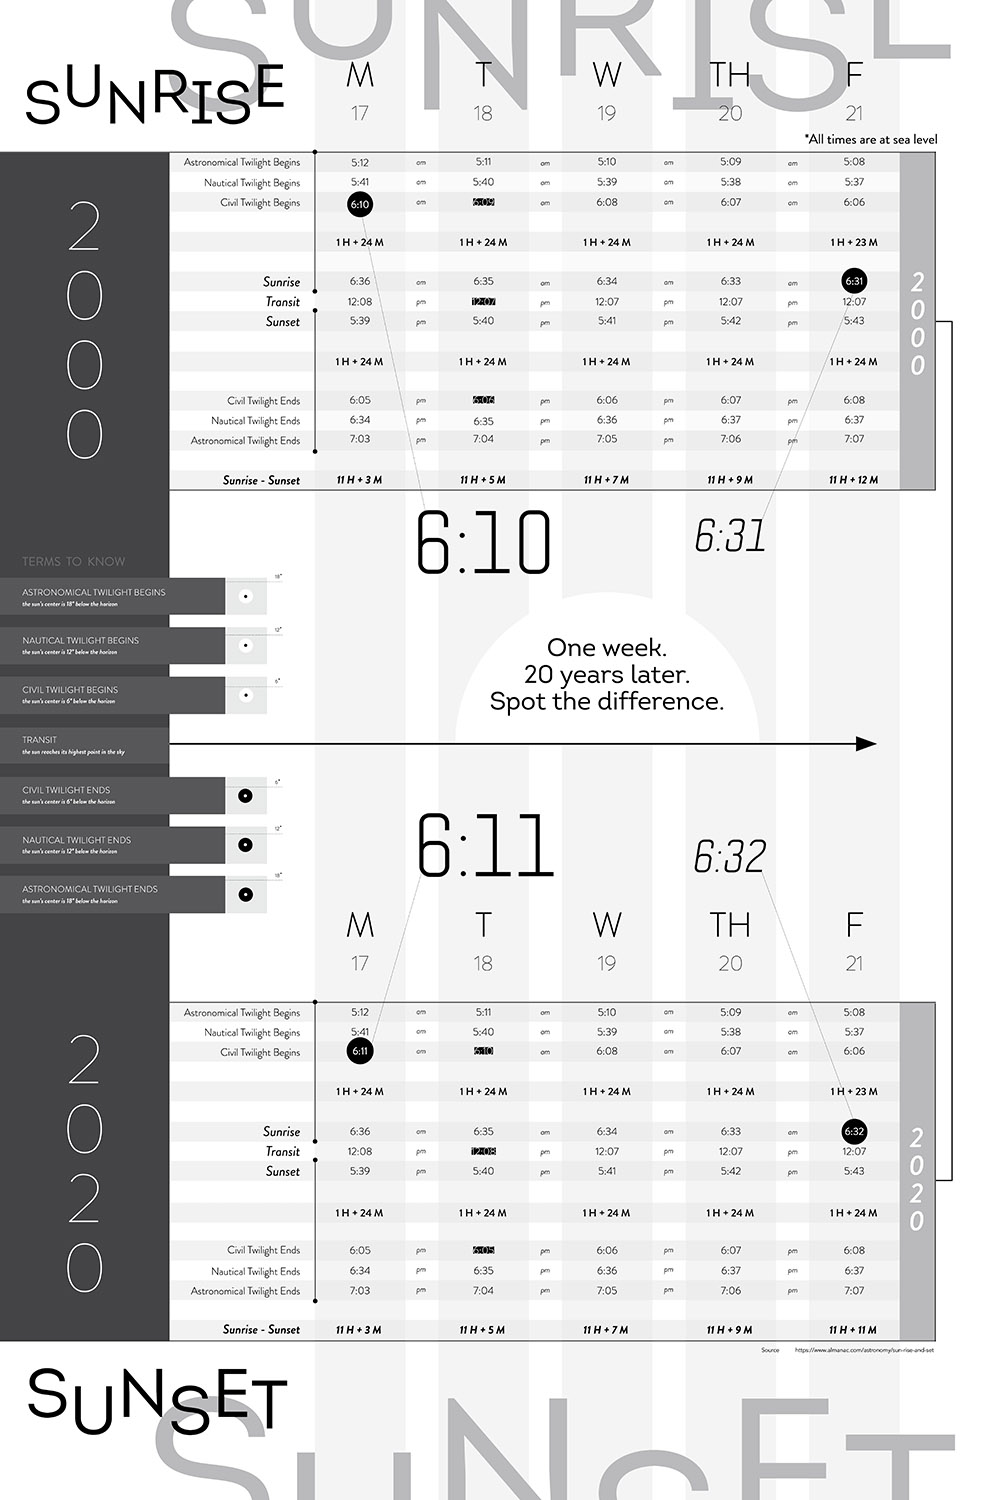 SUNRISE
SUNRISE
M T W TH F
17 18 19 20 21
*All times are at sea level
2000
Astronomical Twilight Begins 5:12 am 5:11 am 5:10 am 5:09 am 5:08
Nautical Twilight Begins 5:41 am 5:40 am 5:39 am 5:38 am 5:37
Civil Twilight Begins 6:10 am 6:09 am 6:08 am 6:07 am 6:06
1 H + 24 M 1 H + 24 M 1 H + 24 M 1 H + 24 M 1 H + 23 M
Sunrise 6:36 am 6:35 am 6:34 am 6:33 am 6:31
Transit 12:08 pm 12:07 pm 12:07 pm 12:07 pm 12:07
Sunset 5:39 pm 5:40 pm 5:41 pm 5:42 pm 5:43
1 H + 24 M 1 H + 24 M 1 H + 24 M 1 H + 24 M 1 H + 24 M
Civil Twilight Ends 6:05 pm 6:06 pm 6:06 pm 6:07 pm 6:08
Nautical Twilight Ends 6:34 pm 6:35 pm 6:36 pm 6:37 pm 6:37
Astronomical Twilight Ends 7:03 pm 7:04 pm 7:05 pm 7:06 pm 7:07
Sunrise - Sunset 11 H + 3 M 11 H + 5 M 11 H + 7 M 11 H + 9 M 11 H + 12 M
2000
6:10 6:31
TERMS TO KNOW
ASTRONOMICAL TWILIGHT BEGINS
the sun's center is 18° below the horizon
18°
NAUTICAL TWILIGHT BEGINS
the sun's center is 12° below the horizon
12°
CIVIL TWILIGHT BEGINS
the sun's center is 6° below the horizon
6°
TRANSIT
the sun reaches its highest point in the sky
CIVIL TWILIGHT ENDS
the sun's center is 6° below the horizon
6°
NAUTICAL TWILIGHT ENDS
the sun's center is 12° below the horizon
12°
ASTRONOMICAL TWILIGHT ENDS
the sun's center is 18° below the horizon
18°
One week.
20 years later.
Spot the difference.
6:11 6:32
M T W TH F
17 18 19 20 21
2020
Astronomical Twilight Begins 5:12 am 5:11 am 5:10 am 5:09 am 5:08
Nautical Twilight Begins 5:41 am 5:40 am 5:39 am 5:38 am 5:37
Civil Twilight Begins 6:11 am 6:10 am 6:08 am 6:07 am 6:06
1 H + 24 M 1 H + 24 M 1 H + 24 M 1 H + 24 M 1 H + 23 M
Sunrise 6:36 am 6:35 am 6:34 am 6:33 am 6:32
Transit 12:08 pm 12:08 pm 12:07 pm 12:07 pm 12:07
Sunset 5:39 pm 5:40 pm 5:41 pm 5:42 pm 5:43
1 H + 24 M 1 H + 24 M 1 H + 24 M 1 H + 24 M 1 H + 24 M
Civil Twilight Ends 6:05 pm 6:05 pm 6:06 pm 6:07 pm 6:08
Nautical Twilight Ends 6:34 pm 6:35 pm 6:36 pm 6:37 pm 6:37
Astronomical Twilight Ends 7:03 pm 7:04 pm 7:05 pm 7:06 pm 7:07
Sunrise - Sunset 11 H + 3 M 11 H + 5 M 11 H + 7 M 11 H + 9 M 11 H + 11 M
2020
Source https://www.almanac.com/astronomy/sun-rise-and-set
SUNSET
SUNSET